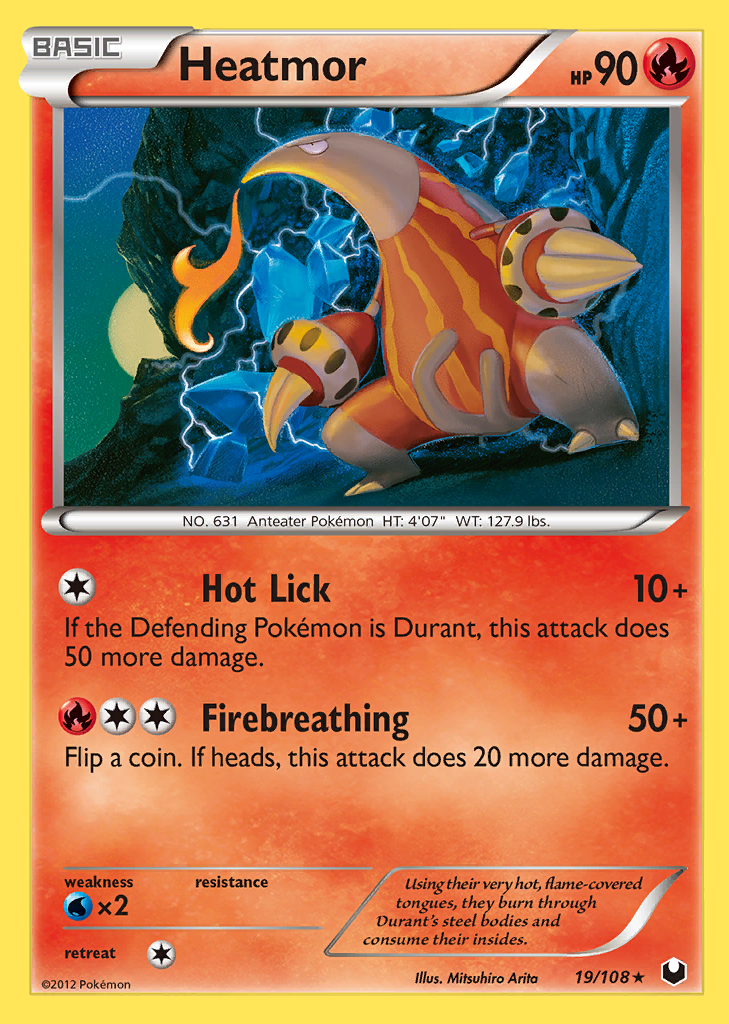 BASIC
Heatmor
HP 90
NO. 631 Anteater Pokémon HT: 4'07" WT: 127.9 lbs.
Hot Lick 10+
If the Defending Pokémon is Durant, this attack does
50 more damage.
Firebreathing 50+
Flip a coin. If heads, this attack does 20 more damage.
weakness resistance
×2
retreat
Using their very hot, flame-covered
tongues, they burn through
Durant's steel bodies and
consume their insides.
©2012 Pokémon
Illus. Mitsuhiro Arita
19/108 ★